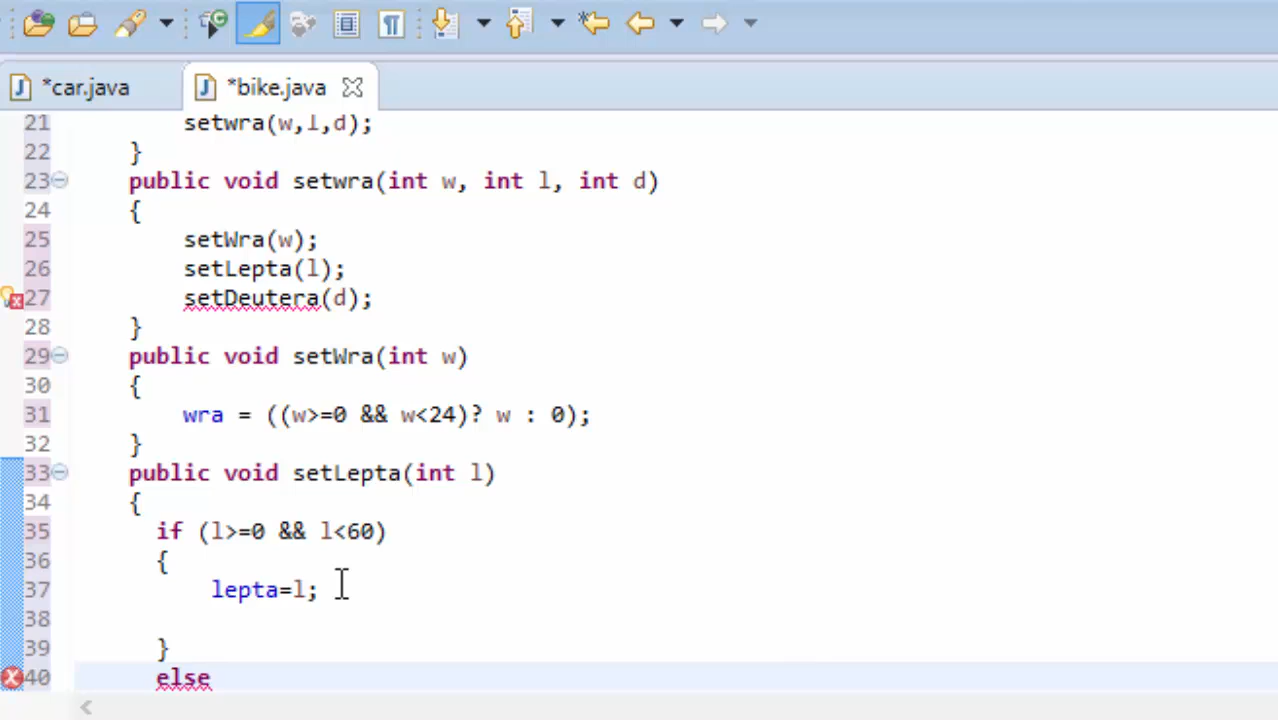 *car.java
*bike.java
21 setwra(w,l,d);
22 }
23 public void setwra(int w, int l, int d)
24 {
25 setWra(w);
26 setLepta(l);
27 setDeutera(d);
28 }
29 public void setWra(int w)
30 {
31 wra = ((w>=0 && w<24)? w : 0);
32 }
33 public void setLepta(int l)
34 {
35 if (l>=0 && l<60)
36 {
37 lepta=l;
38
39 }
40 else